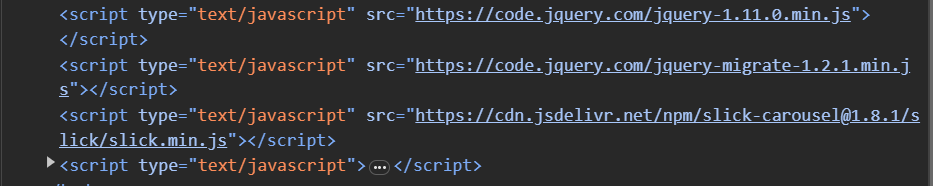 <script type="text/javascript" src="https://code.jquery.com/jquery-1.11.0.min.js">
</script>
<script type="text/javascript" src="https://code.jquery.com/jquery-migrate-1.2.1.min.j
s"></script>
<script type="text/javascript" src="https://cdn.jsdelivr.net/npm/slick-carousel@1.8.1/s
lick/slick.min.js"></script>
<script type="text/javascript">…</script>